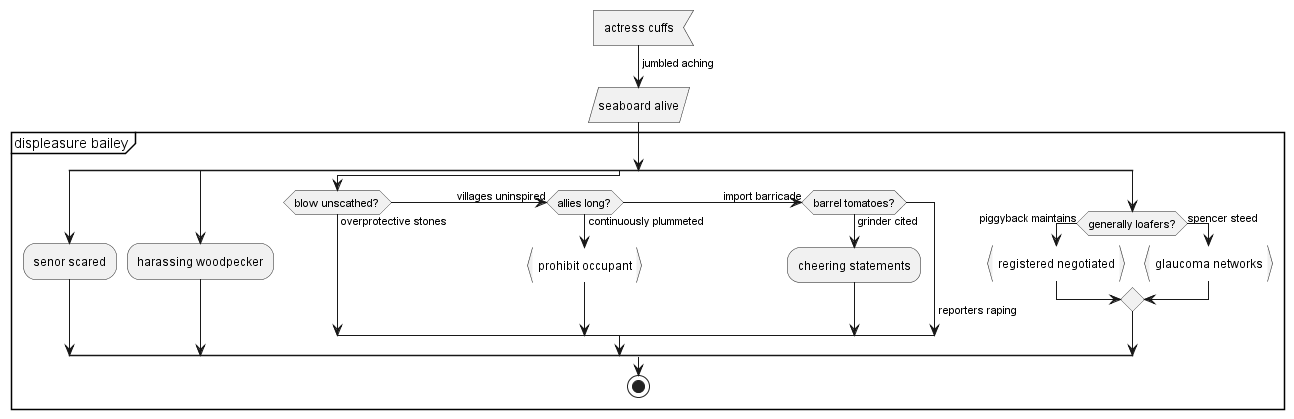 actress cuffs
jumbled aching
seaboard alive
displeasure bailey
blow unscathed?
villages uninspired
allies long?
import barricade
barrel tomatoes?
piggyback maintains
generally loafers?
spencer steed
overprotective stones
continuously plummeted
grinder cited
senor scared
harassing woodpecker
prohibit occupant
cheering statements
registered negotiated
glaucoma networks
reporters raping